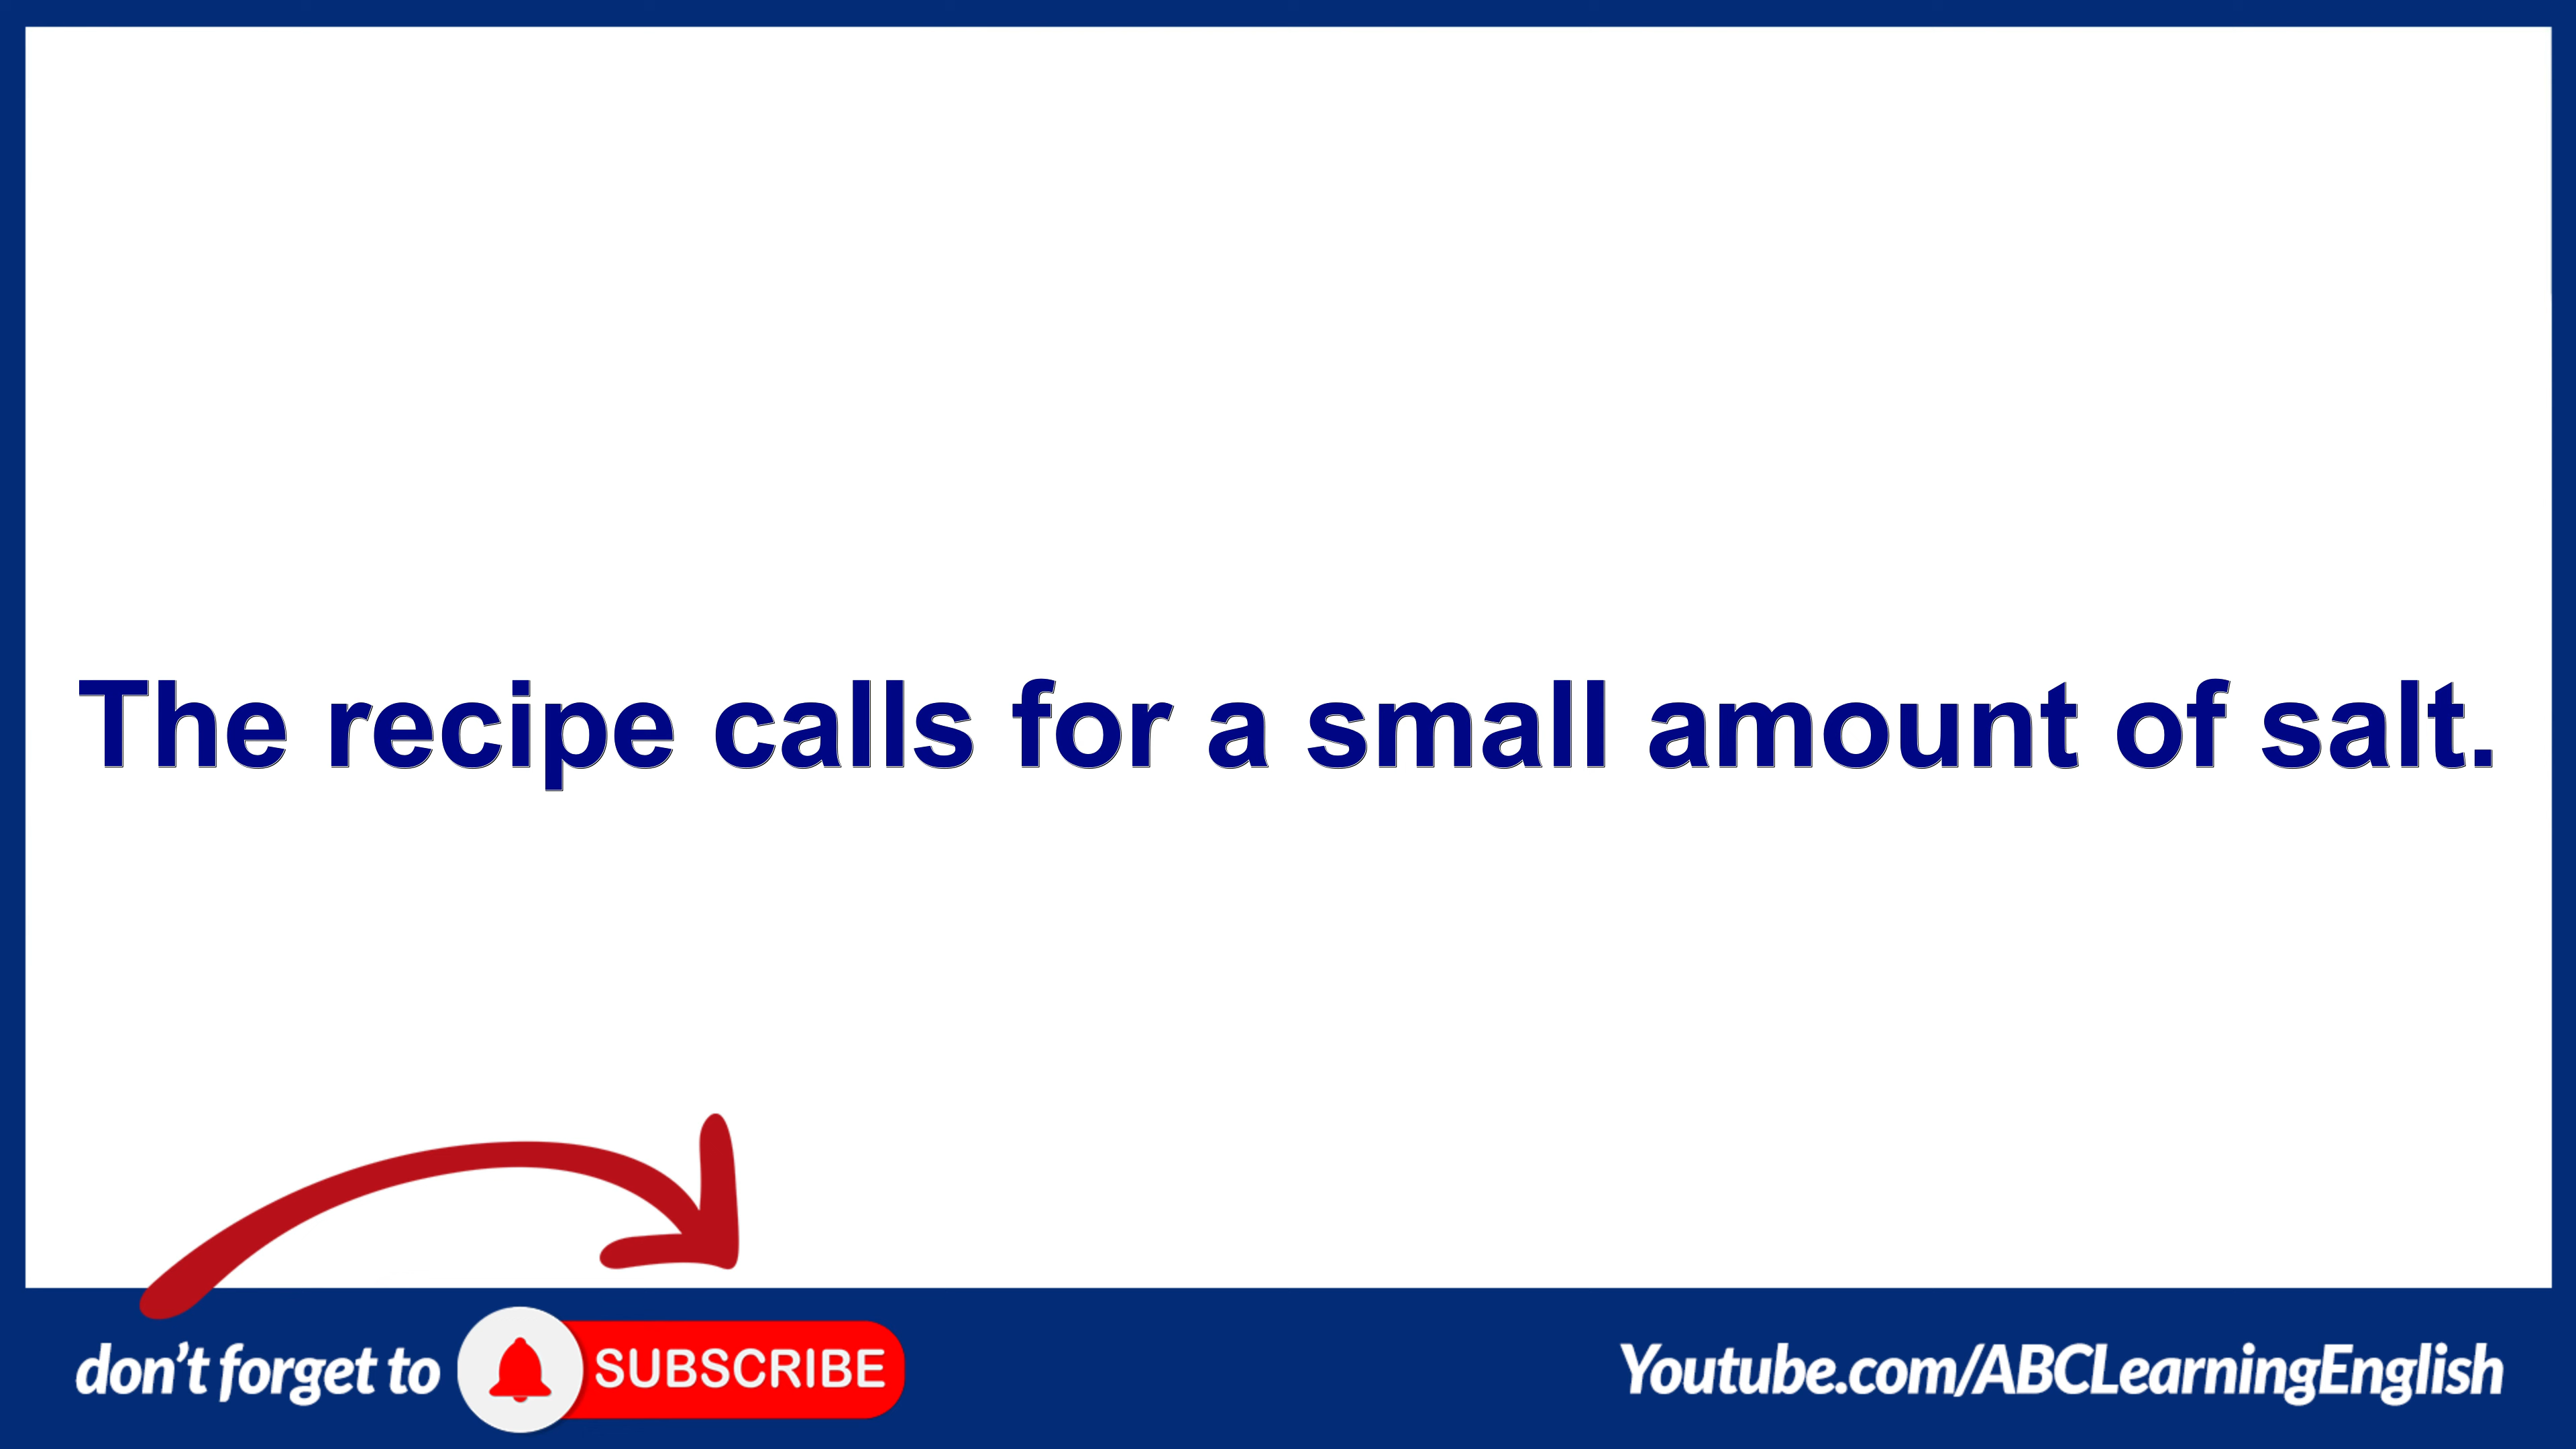 The recipe calls for a small amount of salt.
don't forget to SUBSCRIBE
Youtube.com/ABCLearningEnglish